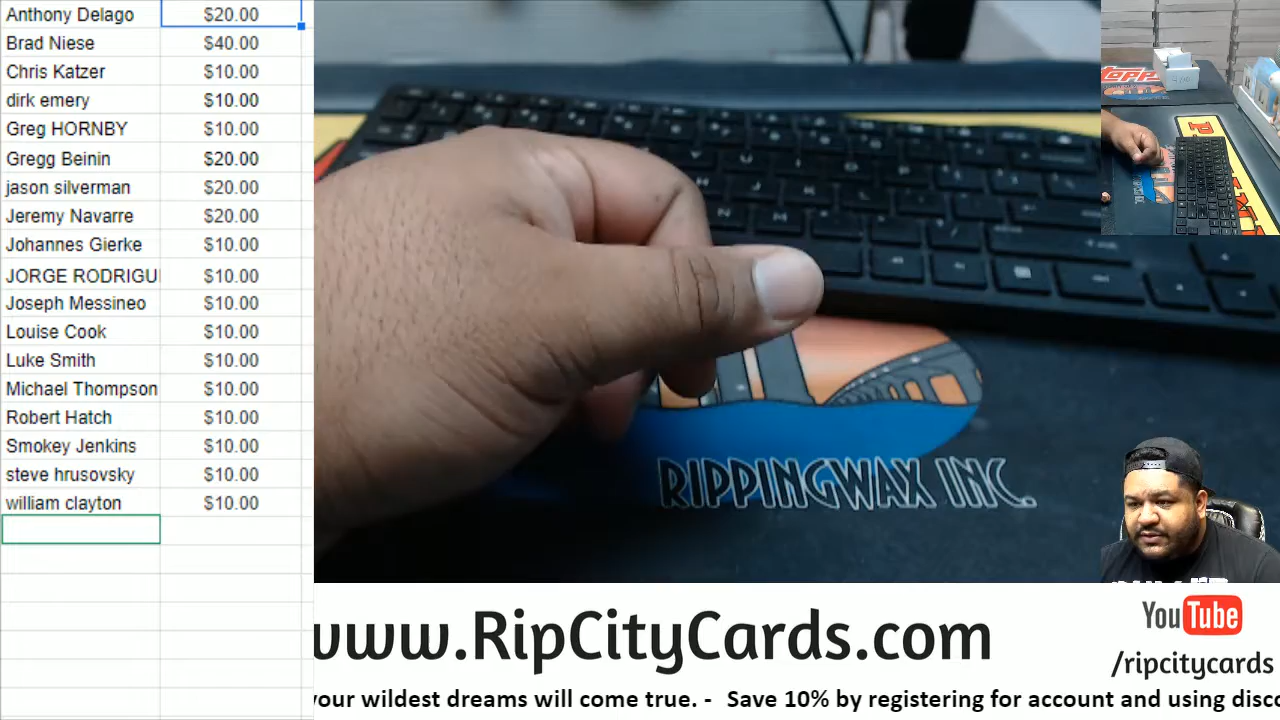 Anthony Delago $20.00
Brad Niese $40.00
Chris Katzer $10.00
dirk emery $10.00
Greg HORNBY $10.00
Gregg Beinin $20.00
jason silverman $20.00
Jeremy Navarre $20.00
Johannes Gierke $10.00
JORGE RODRIGU $10.00
Joseph Messineo $10.00
Louise Cook $10.00
Luke Smith $10.00
Michael Thompson $10.00
Robert Hatch $10.00
Smokey Jenkins $10.00
steve hrusovsky $10.00
william clayton $10.00
RIPPINGWAX INC.
topps
www.RipCityCards.com
YouTube
/ripcitycards
your wildest dreams will come true. - Save 10% by registering for account and using disc